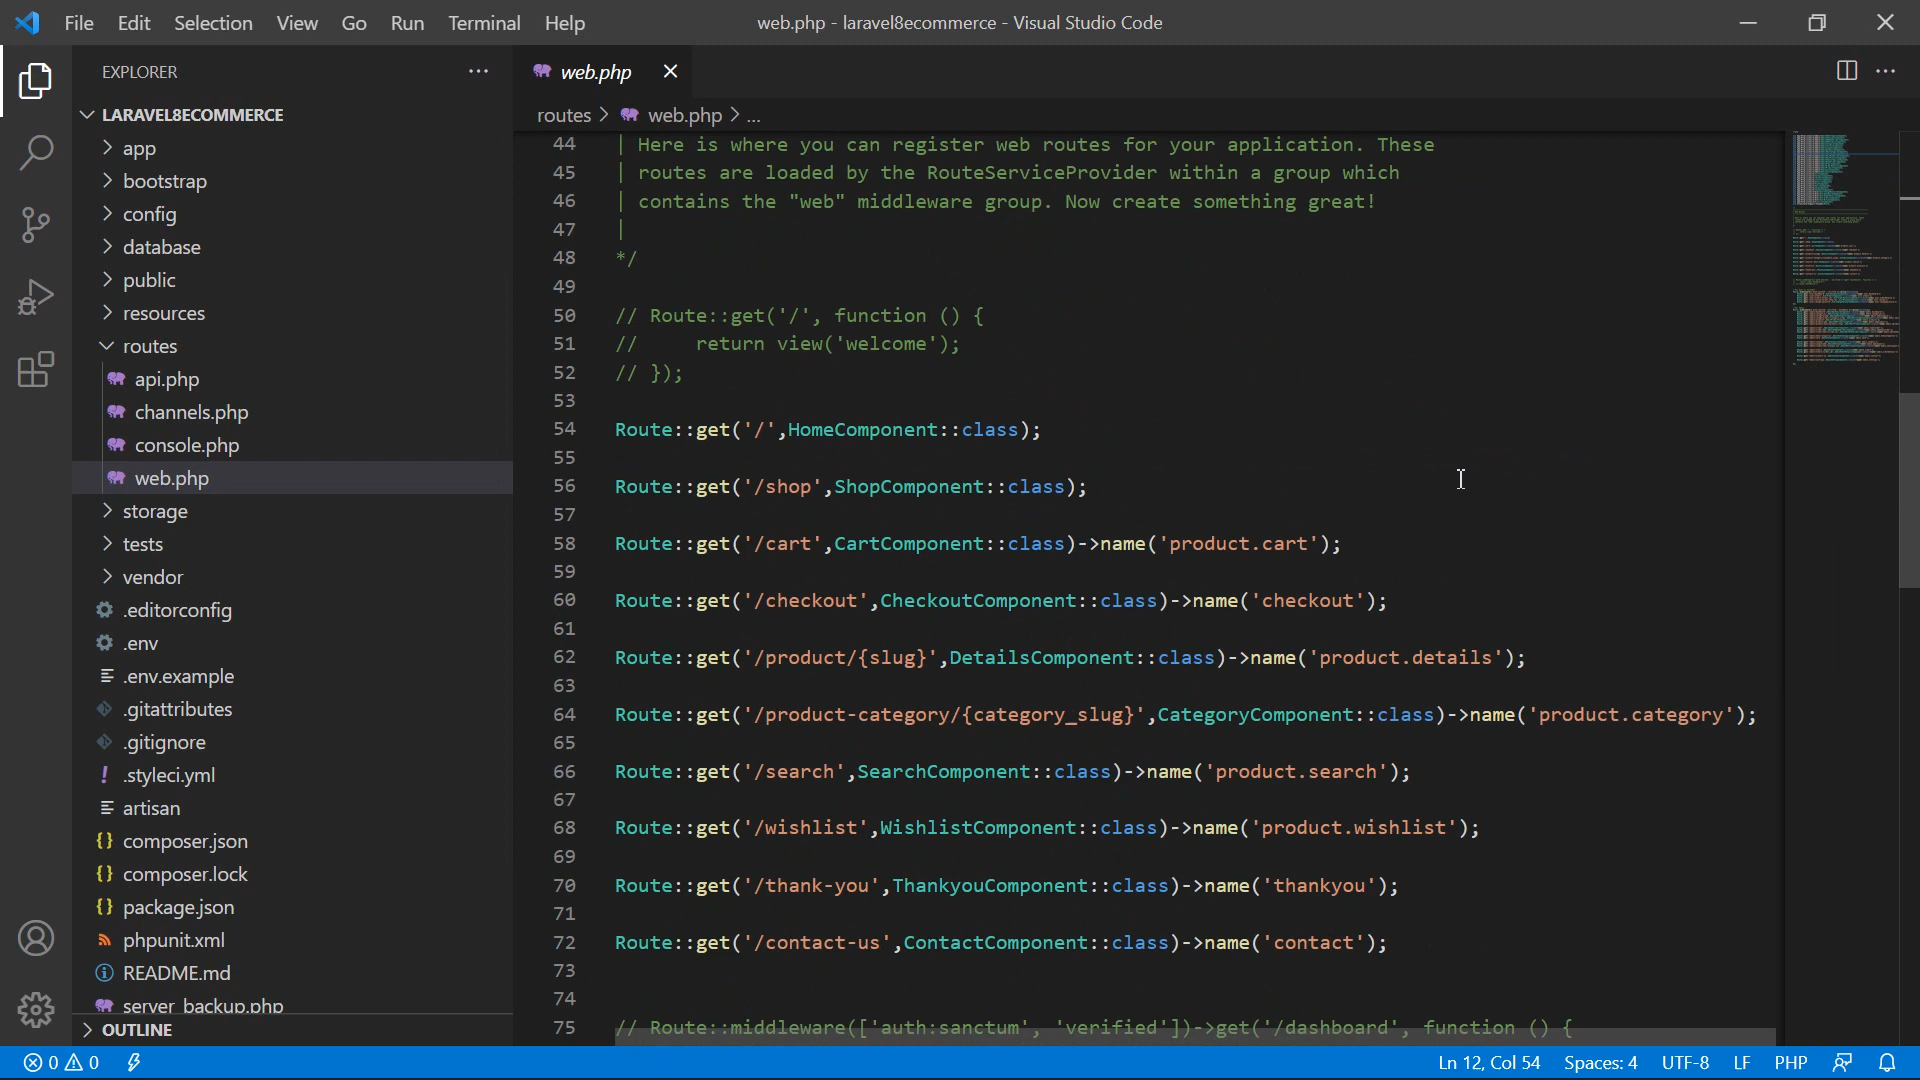 File Edit Selection View Go Run Terminal Help
web.php - laravel8ecommerce - Visual Studio Code
EXPLORER
LARAVEL8ECOMMERCE
app
bootstrap
config
database
public
resources
routes
api.php
channels.php
console.php
web.php
storage
tests
vendor
.editorconfig
.env
.env.example
.gitattributes
.gitignore
.styleci.yml
artisan
composer.json
composer.lock
package.json
phpunit.xml
README.md
server_backup.php
OUTLINE
web.php
routes > web.php > ...
44 | Here is where you can register web routes for your application. These
45 | routes are loaded by the RouteServiceProvider within a group which
46 | contains the "web" middleware group. Now create something great!
47 |
48 */
49
50 // Route::get('/', function () {
51 //     return view('welcome');
52 // });
53
54 Route::get('/',HomeComponent::class);
55
56 Route::get('/shop',ShopComponent::class);
57
58 Route::get('/cart',CartComponent::class)->name('product.cart');
59
60 Route::get('/checkout',CheckoutComponent::class)->name('checkout');
61
62 Route::get('/product/{slug}',DetailsComponent::class)->name('product.details');
63
64 Route::get('/product-category/{category_slug}',CategoryComponent::class)->name('product.category');
65
66 Route::get('/search',SearchComponent::class)->name('product.search');
67
68 Route::get('/wishlist',WishlistComponent::class)->name('product.wishlist');
69
70 Route::get('/thank-you',ThankyouComponent::class)->name('thankyou');
71
72 Route::get('/contact-us',ContactComponent::class)->name('contact');
73
74
75 // Route::middleware(['auth:sanctum', 'verified'])->get('/dashboard', function () {
0 0
Ln 12, Col 54 Spaces: 4 UTF-8 LF PHP